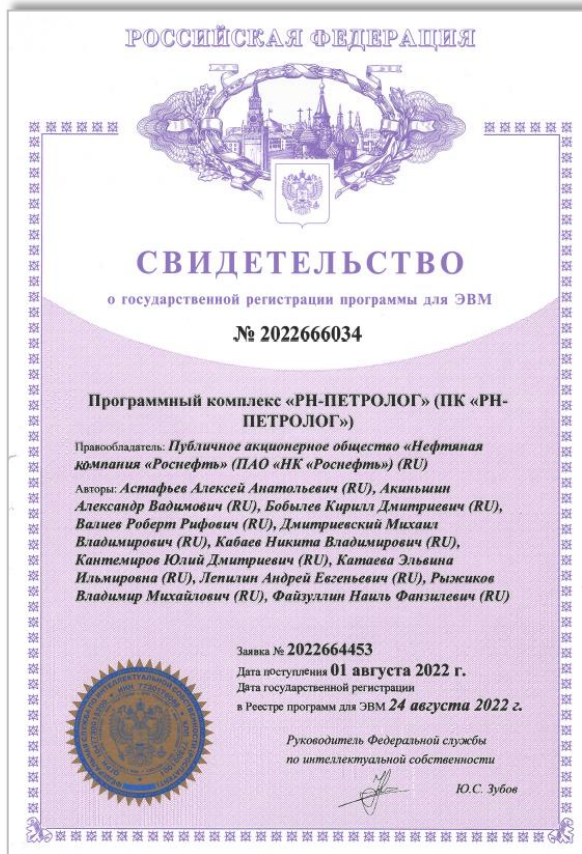 РОССИЙСКАЯ ФЕДЕРАЦИЯ
СВИДЕТЕЛЬСТВО
о государственной регистрации программы для ЭВМ
№ 2022666034
Программный комплекс «РН-ПЕТРОЛОГ» (ПК «РН-
ПЕТРОЛОГ»)
Правообладатель: Публичное акционерное общество «Нефтяная
компания «Роснефть» (ПАО «НК «Роснефть») (RU)
Авторы: Астафьев Алексей Анатольевич (RU), Акиньшин
Александр Вадимович (RU), Бобылев Кирилл Дмитриевич (RU),
Валиев Роберт Рифович (RU), Дмитриевский Михаил
Владимирович (RU), Кабаев Никита Владимирович (RU),
Кантемиров Юлий Дмитриевич (RU), Катаева Эльвина
Ильмировна (RU), Лепилин Андрей Евгеньевич (RU), Рыжиков
Владимир Михайлович (RU), Файзуллин Наиль Фанзилевич (RU)
Заявка № 2022664453
Дата поступления 01 августа 2022 г.
Дата государственной регистрации
в Реестре программ для ЭВМ 24 августа 2022 г.
Руководитель Федеральной службы
по интеллектуальной собственности
Ю.С. Зубов